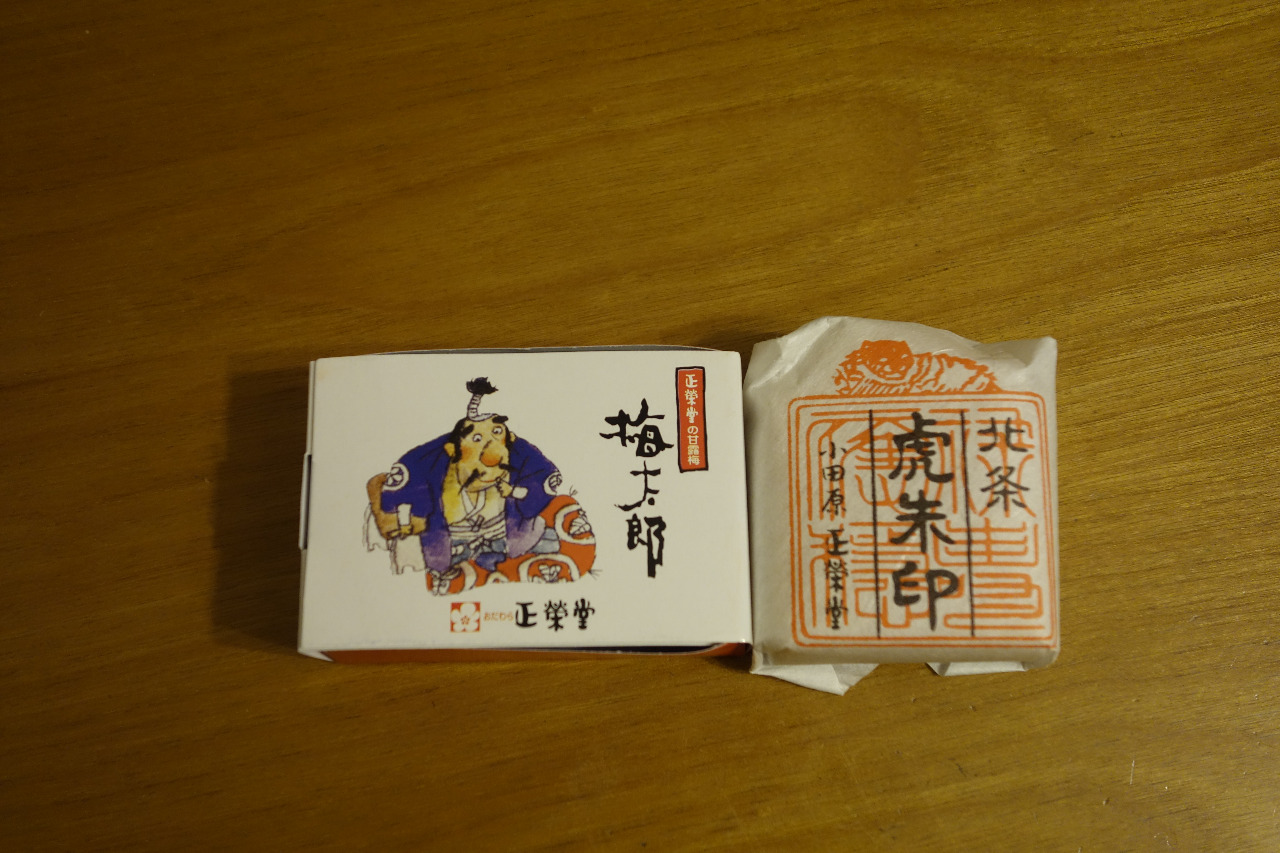 正榮堂の甘露梅
梅太郎
おだわら 正榮堂
北条
虎朱印
小田原 正榮堂